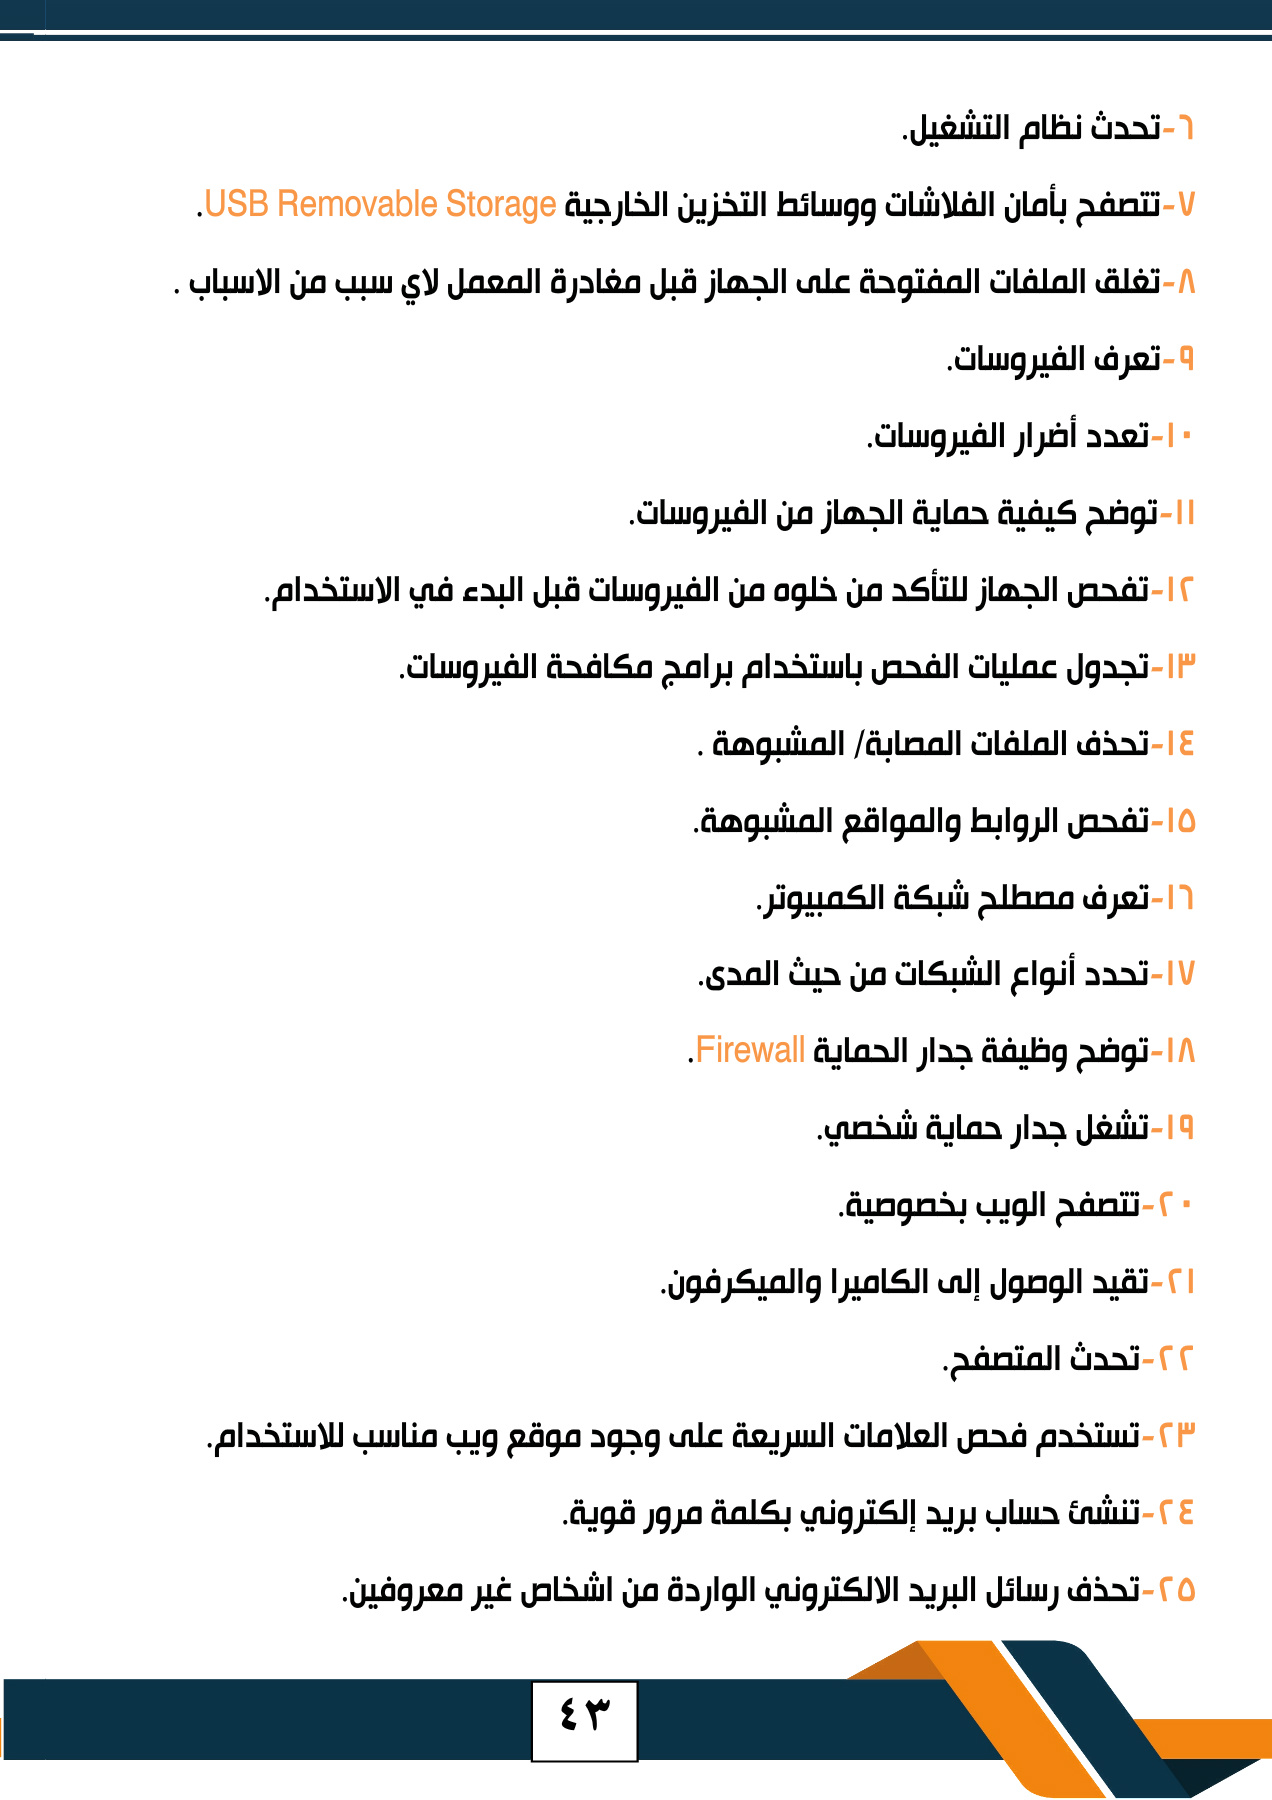 ٦-تحدث نظام التشغيل.
٧-تتصفح بأمان الفلاشات ووسائط التخزين الخارجية USB Removable Storage.
٨-تغلق الملفات المفتوحة على الجهاز قبل مغادرة المعمل لاي سبب من الاسباب .
٩-تعرف الفيروسات.
١٠-تعدد أضرار الفيروسات.
١١-توضح كيفية حماية الجهاز من الفيروسات.
١٢-تفحص الجهاز للتأكد من خلوه من الفيروسات قبل البدء في الاستخدام.
١٣-تجدول عمليات الفحص باستخدام برامج مكافحة الفيروسات.
١٤-تحذف الملفات المصابة/ المشبوهة .
١٥-تفحص الروابط والمواقع المشبوهة.
١٦-تعرف مصطلح شبكة الكمبيوتر.
١٧-تحدد أنواع الشبكات من حيث المدى.
١٨-توضح وظيفة جدار الحماية Firewall.
١٩-تشغل جدار حماية شخصي.
٢٠-تتصفح الويب بخصوصية.
٢١-تقيد الوصول إلى الكاميرا والميكرفون.
٢٢-تحدث المتصفح.
٢٣-تستخدم فحص العلامات السريعة على وجود موقع ويب مناسب للاستخدام.
٢٤-تنشئ حساب بريد إلكتروني بكلمة مرور قوية.
٢٥-تحذف رسائل البريد الالكتروني الواردة من اشخاص غير معروفين.
٤٣